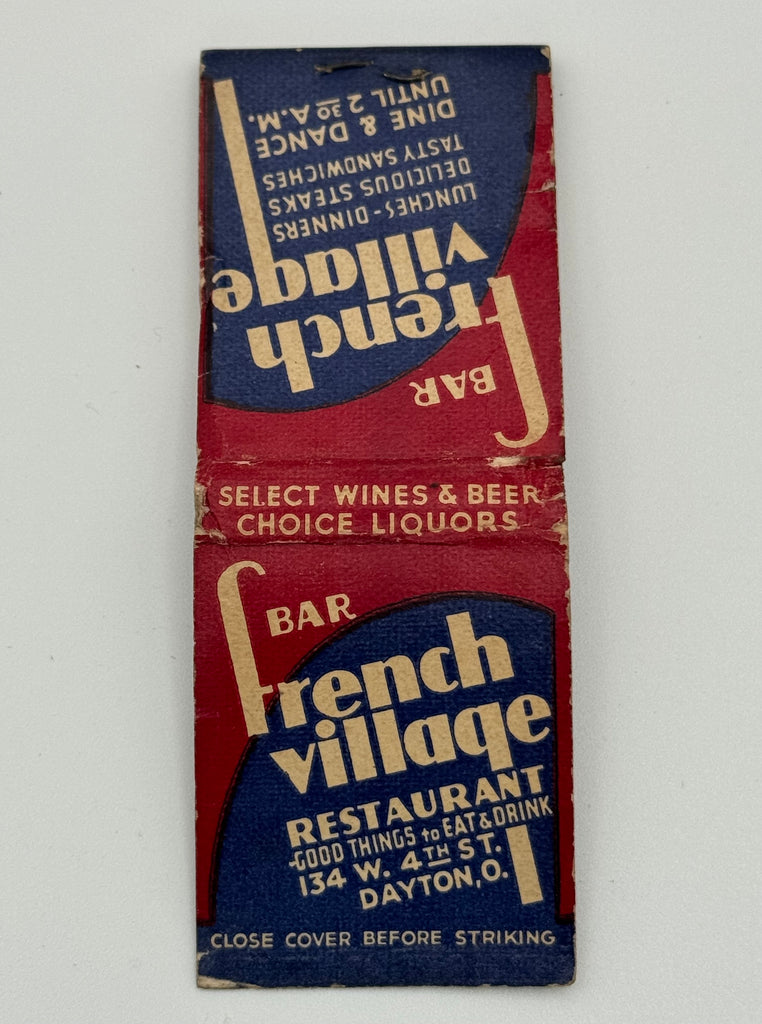 UNTIL 2 30 A.M.
DINE & DANCE
TASTY SANDWICHES
DELICIOUS STEAKS
LUNCHES - DINNERS
village
french
BAR
SELECT WINES & BEER
CHOICE LIQUORS
BAR
french
village
RESTAURANT
GOOD THINGS to EAT & DRINK
134 W. 4TH ST.
DAYTON, O.
CLOSE COVER BEFORE STRIKING